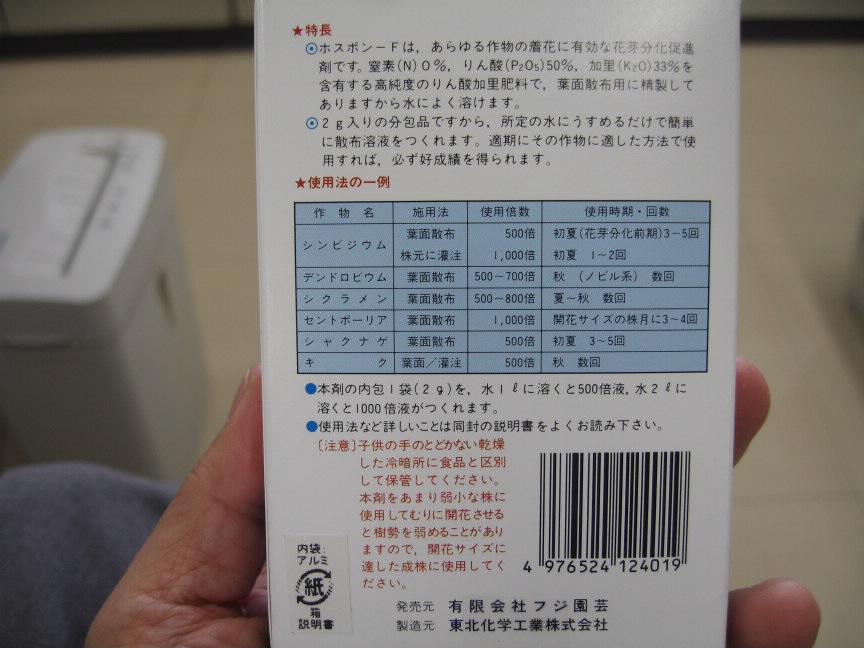 ★特長
◎ホスポン－Fは，あらゆる作物の着花に有効な花芽分化促進
剤です。窒素(N)0%，りん酸(P₂O₅)50%，加里(K₂O)33%を
含有する高純度のりん酸加里肥料で，葉面散布用に精製して
ありますから水によく溶けます。
◎2g入りの分包品ですから，所定の水にうすめるだけで簡単
に散布溶液をつくれます。適期にその作物に適した方法で使
用すれば，必ず好成績を得られます。
★使用法の一例
作物名 施用法 使用倍数 使用時期・回数
シンビジウム 葉面散布 500倍 初夏(花芽分化前期)3～5回
株元に灌注 1,000倍 初夏 1～2回
デンドロビウム 葉面散布 500～700倍 秋 (ノビル系) 数回
シクラメン 葉面散布 500～800倍 夏～秋 数回
セントポーリア 葉面散布 1,000倍 開花サイズの株月に3～4回
シャクナゲ 葉面散布 500倍 初夏 3～5回
キク 葉面／灌注 500倍 秋 数回
●本剤の内包1袋(2g)を，水1ℓに溶くと500倍液，水2ℓに
溶くと1000倍液がつくれます。
●使用法など詳しいことは同封の説明書をよくお読み下さい。
〔注意〕子供の手のとどかない乾燥
した冷暗所に食品と区別
して保管してください。
本剤をあまり弱小な株に
使用してむりに開花させる
と樹勢を弱めることがあり
ますので，開花サイズに
達した成株に使用してく
ださい。
4 976524 124019
内袋:
アルミ
紙
箱
説明書
発売元 有限会社フジ園芸
製造元 東北化学工業株式会社